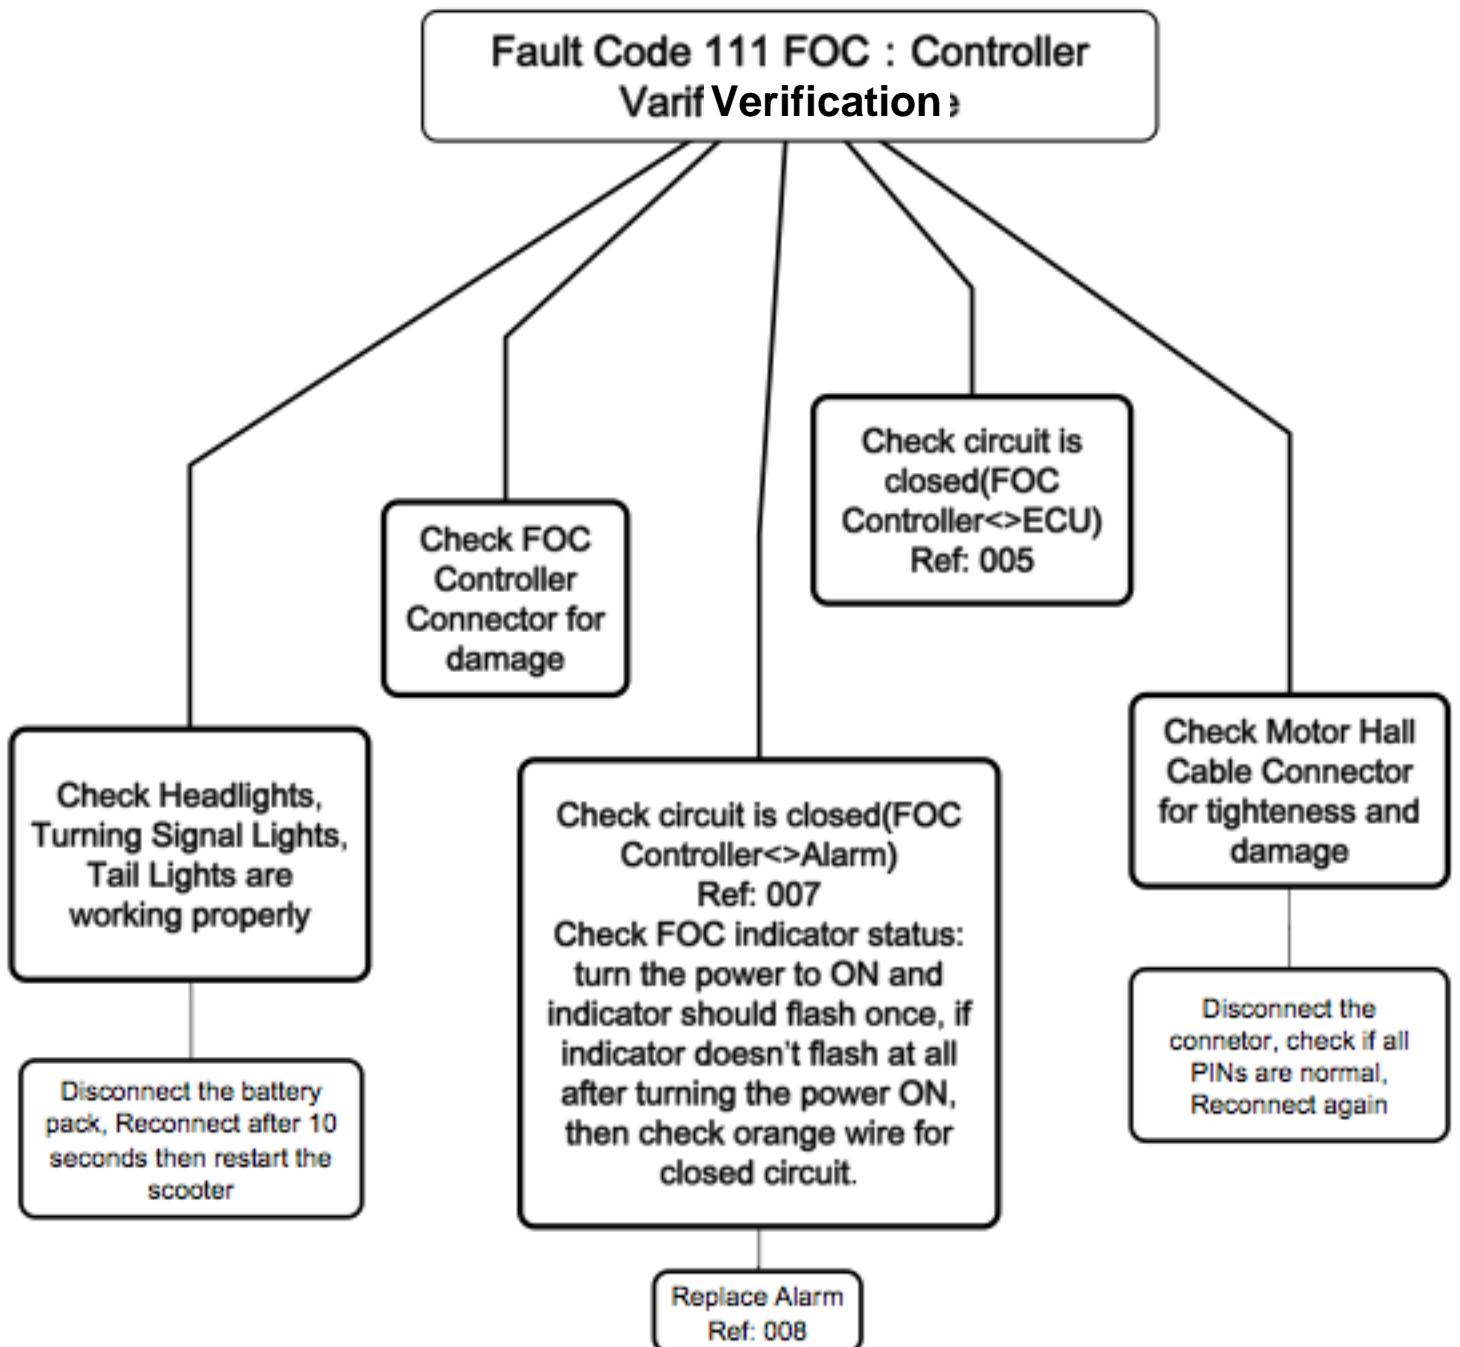 Fault Code 111 FOC : Controller
Varif Verification e
Check circuit is
closed(FOC
Controller<>ECU)
Ref: 005
Check FOC
Controller
Connector for
damage
Check Motor Hall
Cable Connector
for tighteness and
damage
Check Headlights,
Turning Signal Lights,
Tail Lights are
working properly
Check circuit is closed(FOC
Controller<>Alarm)
Ref: 007
Check FOC indicator status:
turn the power to ON and
indicator should flash once, if
indicator doesn't flash at all
after turning the power ON,
then check orange wire for
closed circuit.
Disconnect the
connetor, check if all
PINs are normal,
Reconnect again
Disconnect the battery
pack, Reconnect after 10
seconds then restart the
scooter
Replace Alarm
Ref: 008